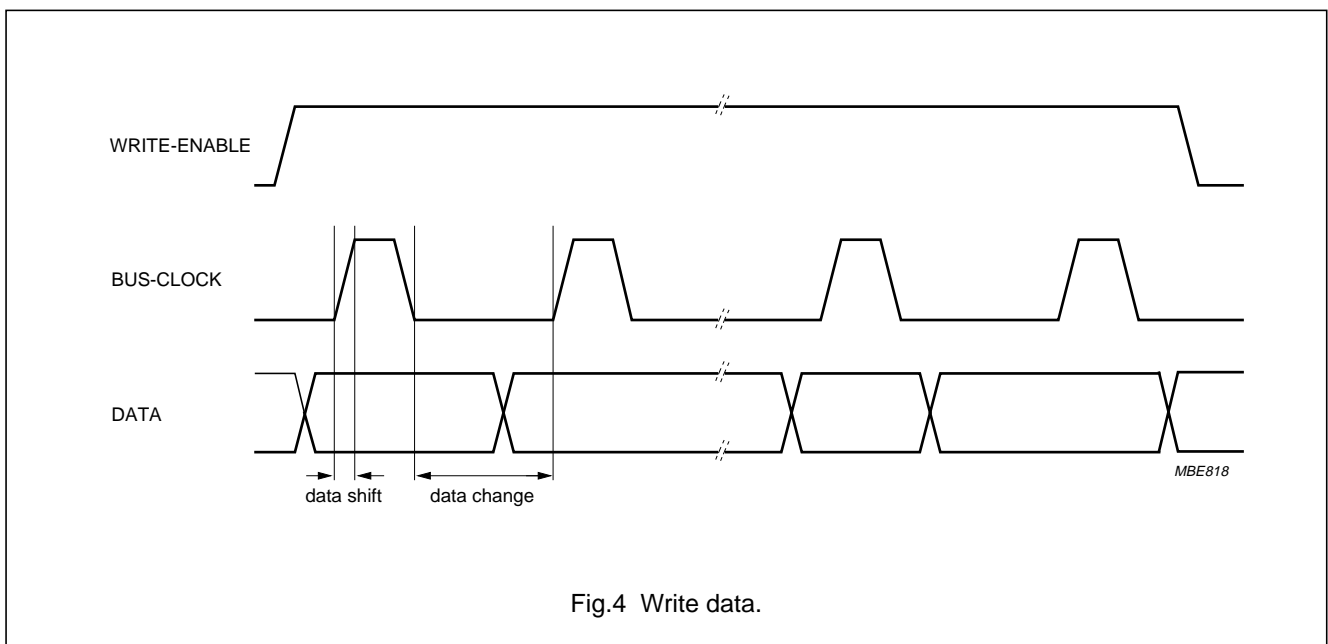 WRITE-ENABLE
BUS-CLOCK
DATA
MBE818
data shift
data change
Fig.4 Write data.